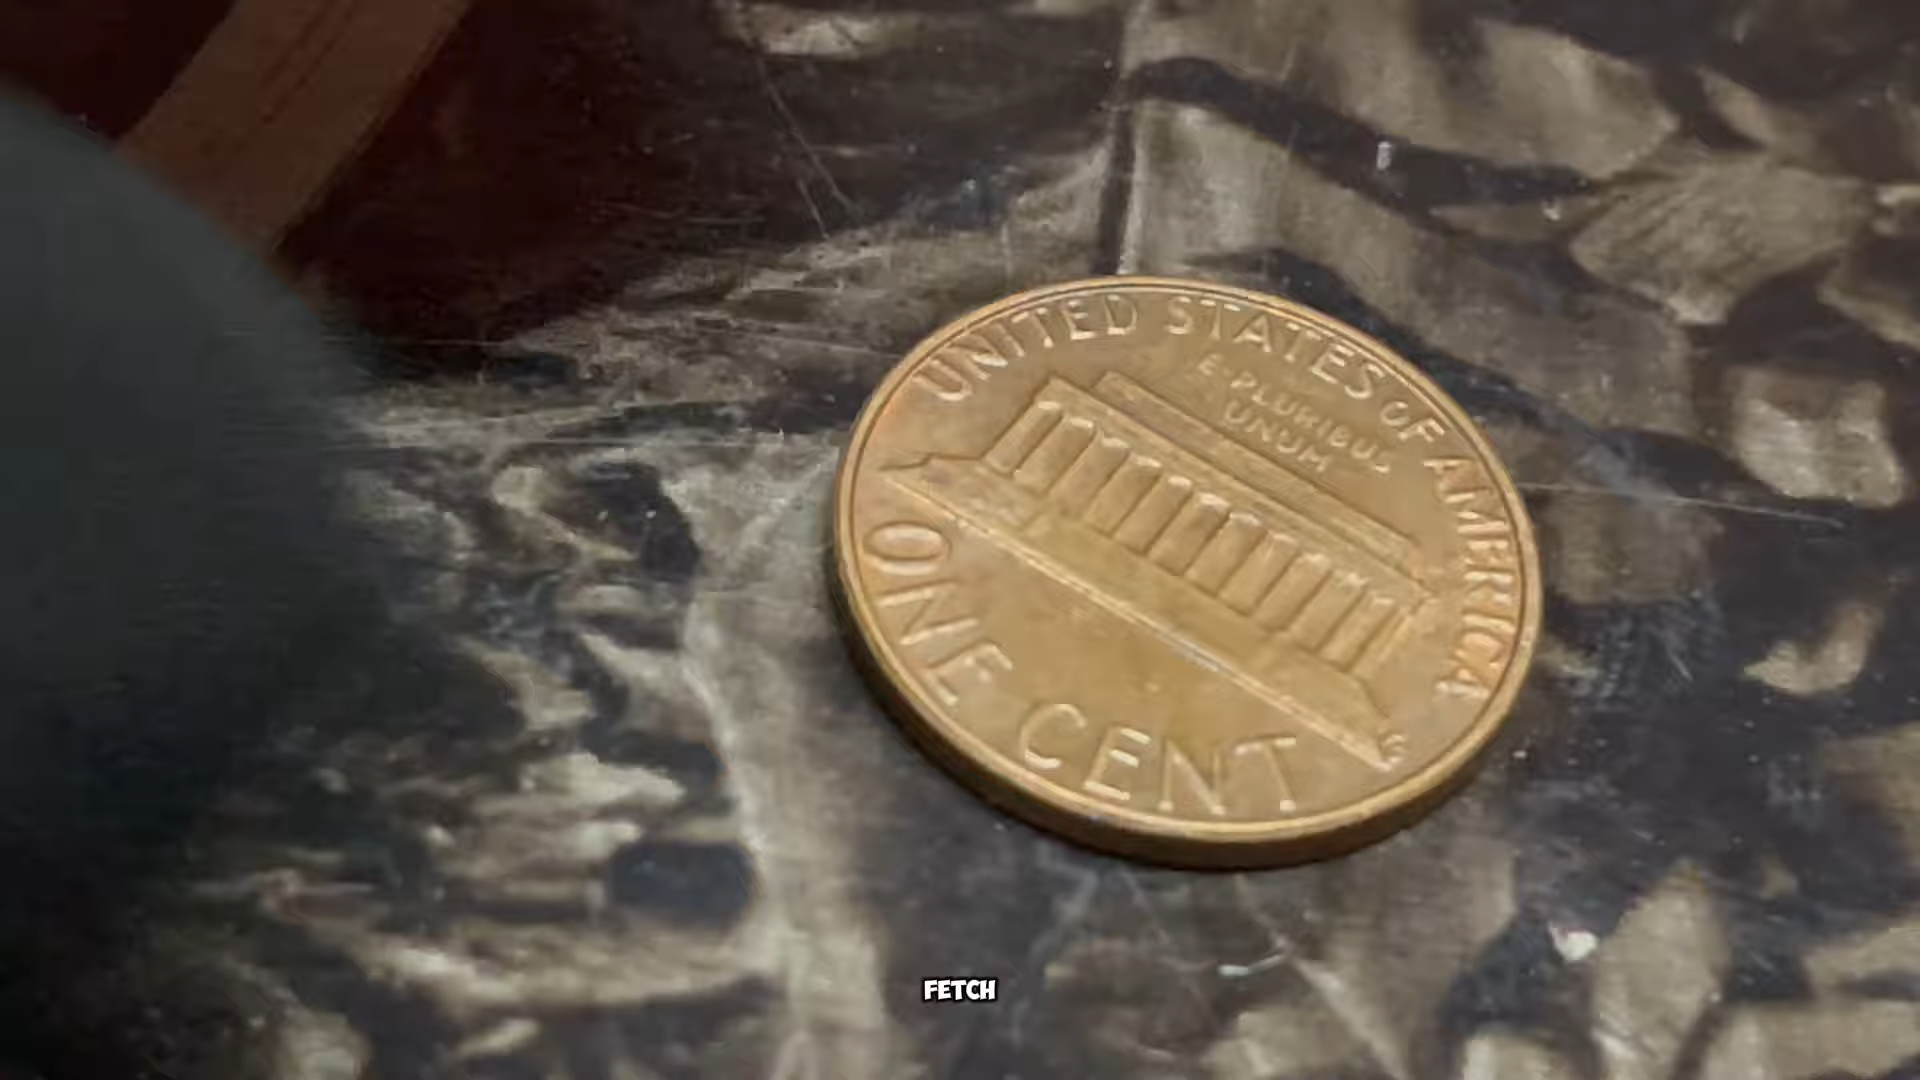 UNITED STATES OF AMERICA
E·PLURIBUS
UNUM
ONE CENT
FETCH